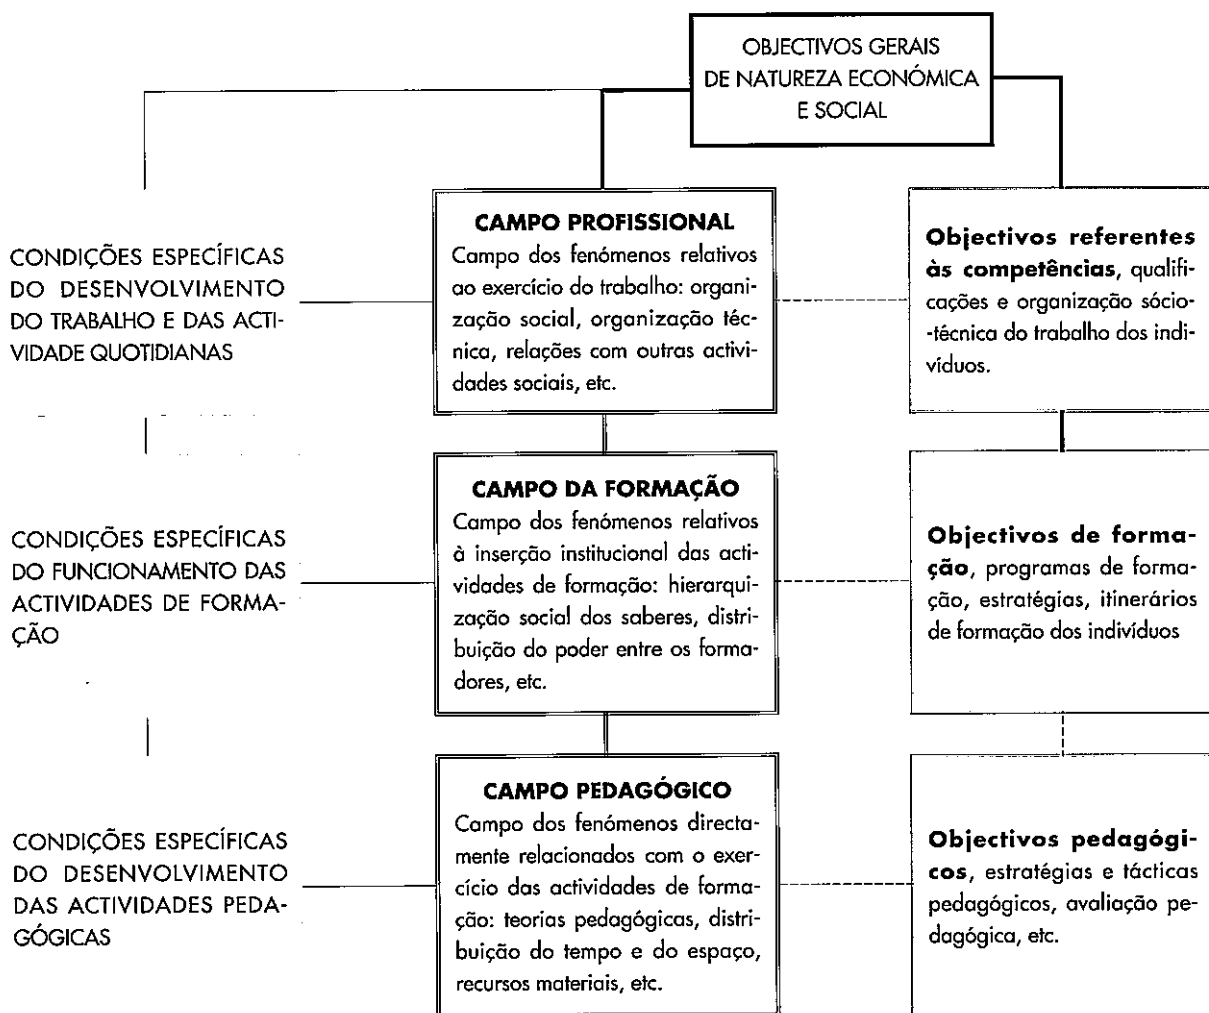 OBJECTIVOS GERAIS
DE NATUREZA ECONÓMICA
E SOCIAL
CONDIÇÕES ESPECÍFICAS
DO DESENVOLVIMENTO
DO TRABALHO E DAS ACTI-
VIDADE QUOTIDIANAS
CAMPO PROFISSIONAL
Campo dos fenómenos relativos
ao exercício do trabalho: organi-
zação social, organização téc-
nica, relações com outras activi-
dades sociais, etc.
Objectivos referentes
às competências, qualifi-
cações e organização sócio-
-técnica do trabalho dos indi-
víduos.
CONDIÇÕES ESPECÍFICAS
DO FUNCIONAMENTO DAS
ACTIVIDADES DE FORMA-
ÇÃO
CAMPO DA FORMAÇÃO
Campo dos fenómenos relativos
à inserção institucional das acti-
vidades de formação: hierarqui-
zação social dos saberes, distri-
buição do poder entre os forma-
dores, etc.
Objectivos de forma-
ção, programas de forma-
ção, estratégias, itinerários
de formação dos indivíduos
CONDIÇÕES ESPECÍFICAS
DO DESENVOLVIMENTO
DAS ACTIVIDADES PEDA-
GÓGICAS
CAMPO PEDAGÓGICO
Campo dos fenómenos directa-
mente relacionados com o exer-
cício das actividades de forma-
ção: teorias pedagógicas, distri-
buição do tempo e do espaço,
recursos materiais, etc.
Objectivos pedagógi-
cos, estratégias e tácticas
pedagógicos, avaliação pe-
dagógica, etc.